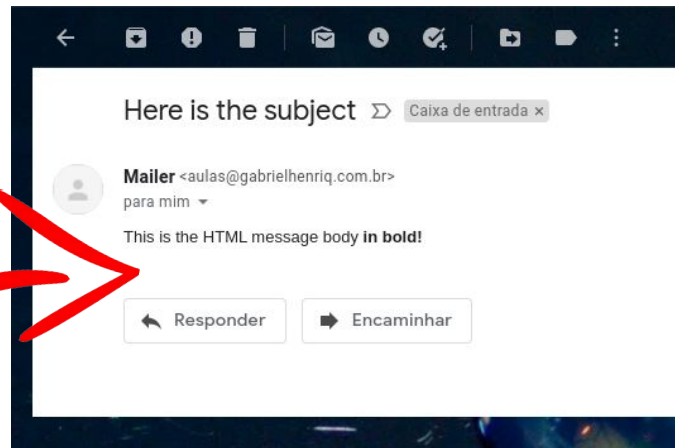 Here is the subject Caixa de entrada ×
Mailer <aulas@gabrielhenriq.com.br>
para mim
This is the HTML message body in bold!
Responder Encaminhar